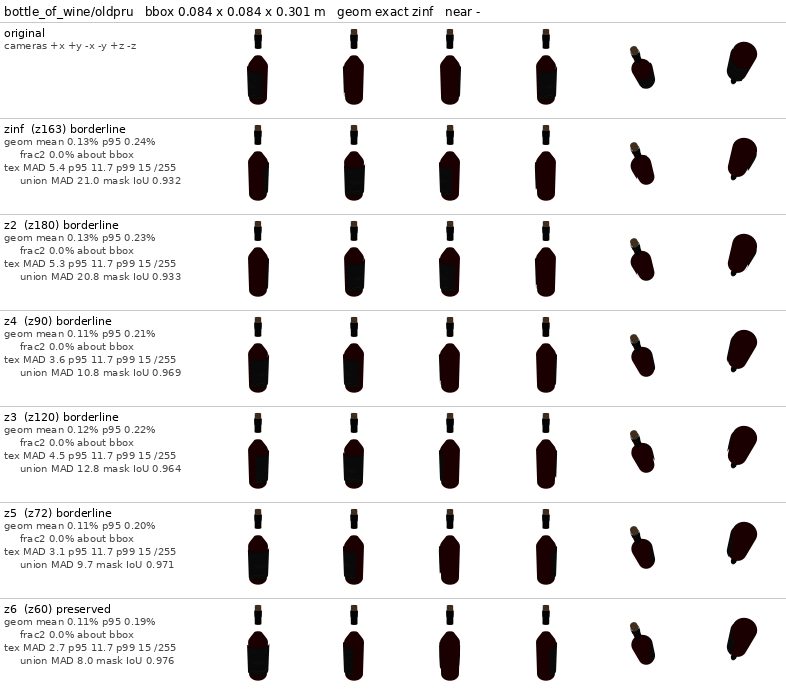 bottle_of_wine/oldpru bbox 0.084 x 0.084 x 0.301 m geom exact zinf near -
original
cameras +x +y -x -y +z -z
zinf (z163) borderline
geom mean 0.13% p95 0.24%
frac2 0.0% about bbox
tex MAD 5.4 p95 11.7 p99 15 /255
union MAD 21.0 mask IoU 0.932
z2 (z180) borderline
geom mean 0.13% p95 0.23%
frac2 0.0% about bbox
tex MAD 5.3 p95 11.7 p99 15 /255
union MAD 20.8 mask IoU 0.933
z4 (z90) borderline
geom mean 0.11% p95 0.21%
frac2 0.0% about bbox
tex MAD 3.6 p95 11.7 p99 15 /255
union MAD 10.8 mask IoU 0.969
z3 (z120) borderline
geom mean 0.12% p95 0.22%
frac2 0.0% about bbox
tex MAD 4.5 p95 11.7 p99 15 /255
union MAD 12.8 mask IoU 0.964
z5 (z72) borderline
geom mean 0.11% p95 0.20%
frac2 0.0% about bbox
tex MAD 3.1 p95 11.7 p99 15 /255
union MAD 9.7 mask IoU 0.971
z6 (z60) preserved
geom mean 0.11% p95 0.19%
frac2 0.0% about bbox
tex MAD 2.7 p95 11.7 p99 15 /255
union MAD 8.0 mask IoU 0.976